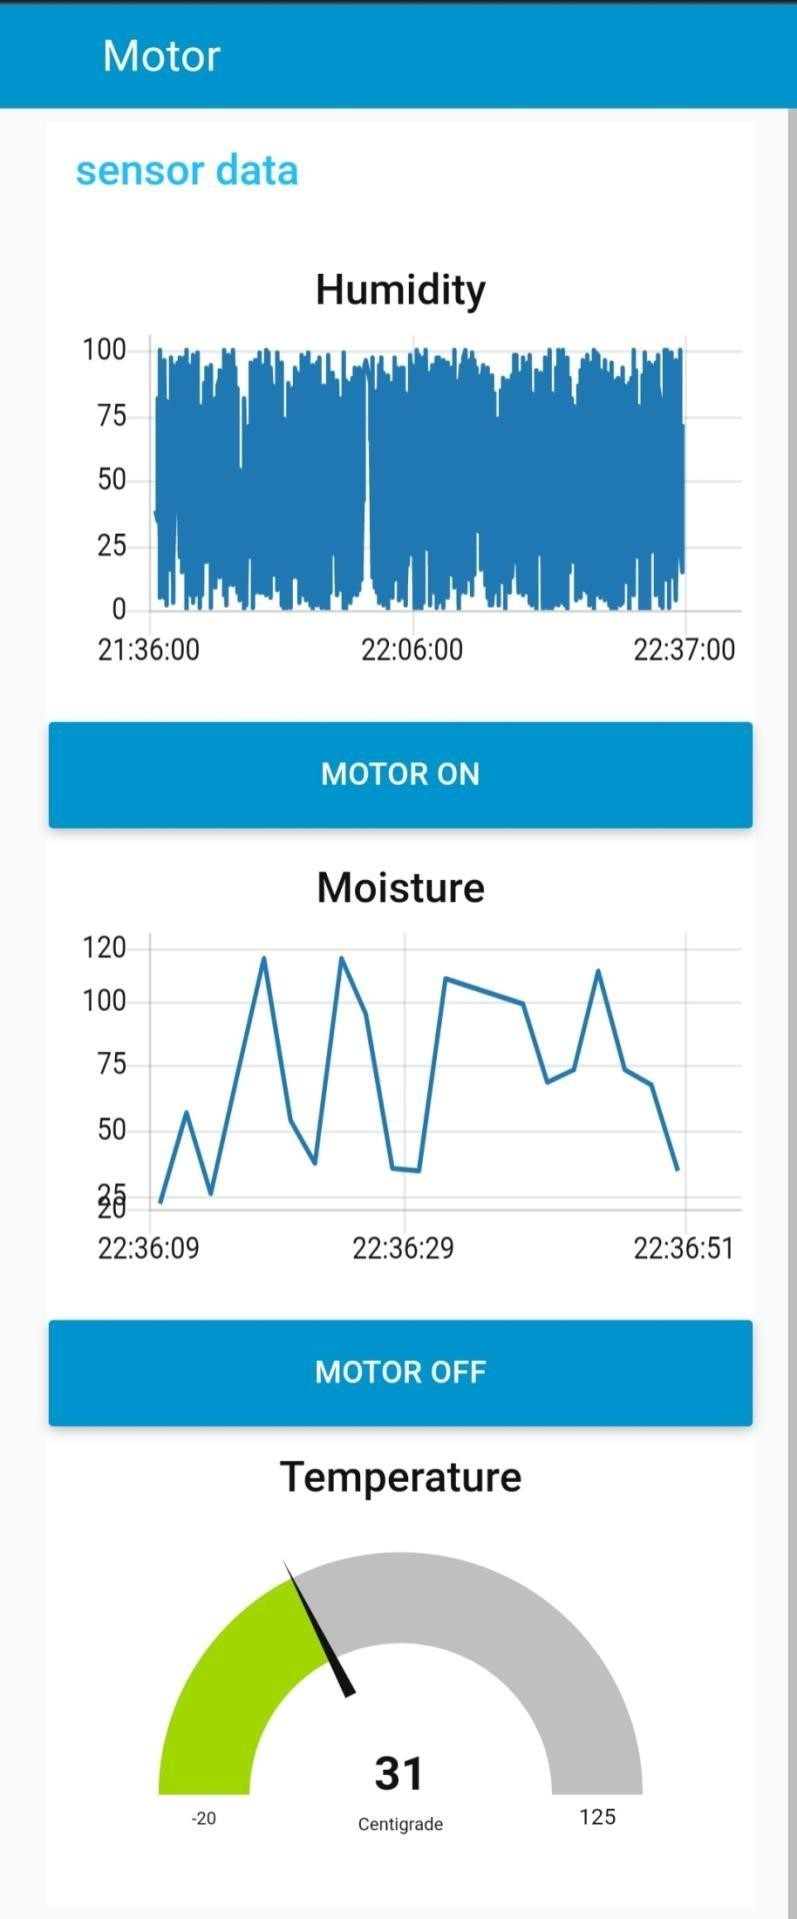 Motor
sensor data
Humidity
100
75
50
25
0
21:36:00 22:06:00 22:37:00
MOTOR ON
Moisture
120
100
75
50
25
20
22:36:09 22:36:29 22:36:51
MOTOR OFF
Temperature
31
-20 Centigrade 125